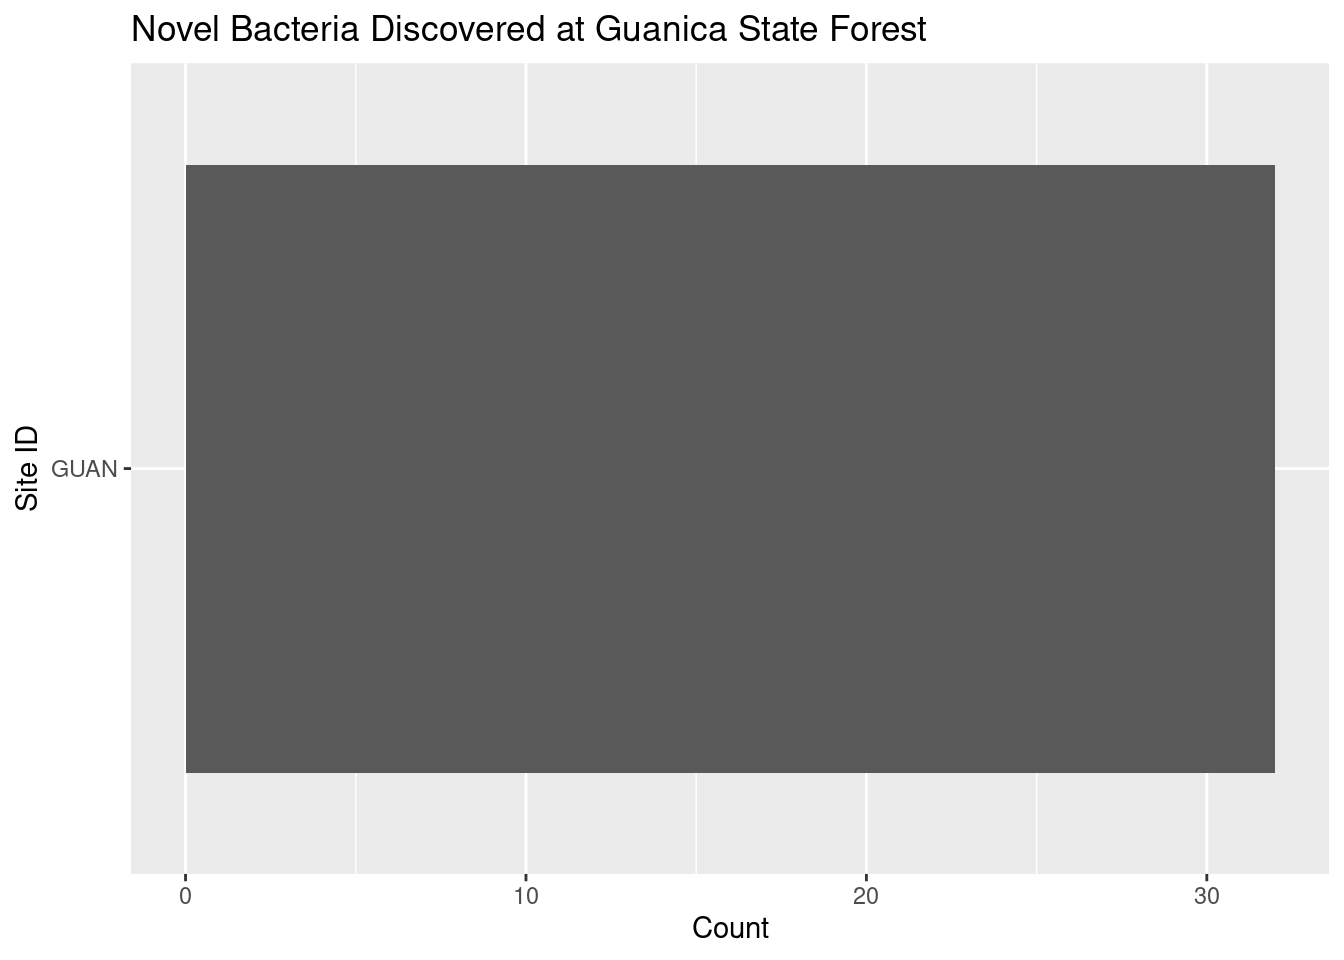 Novel Bacteria Discovered at Guanica State Forest
Site ID
GUAN
0 10 20 30
Count